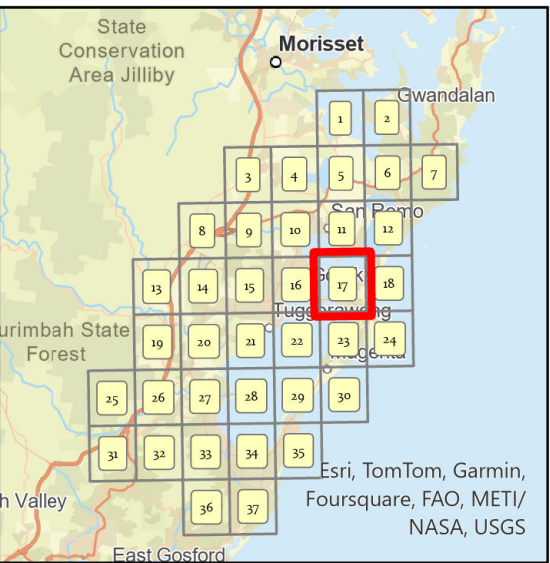 State
Conservation
Area Jilliby
Morisset
Gwandalan
1 2
3 4 5 6 7
San Remo
8 9 10 11 12
13 14 15 16 17 18
urimbah State
Forest
19 20 21 22 23 24
25 26 27 28 29 30
31 32 33 34 35
Esri, TomTom, Garmin,
Foursquare, FAO, METI/
NASA, USGS
h Valley
36 37
East Gosford